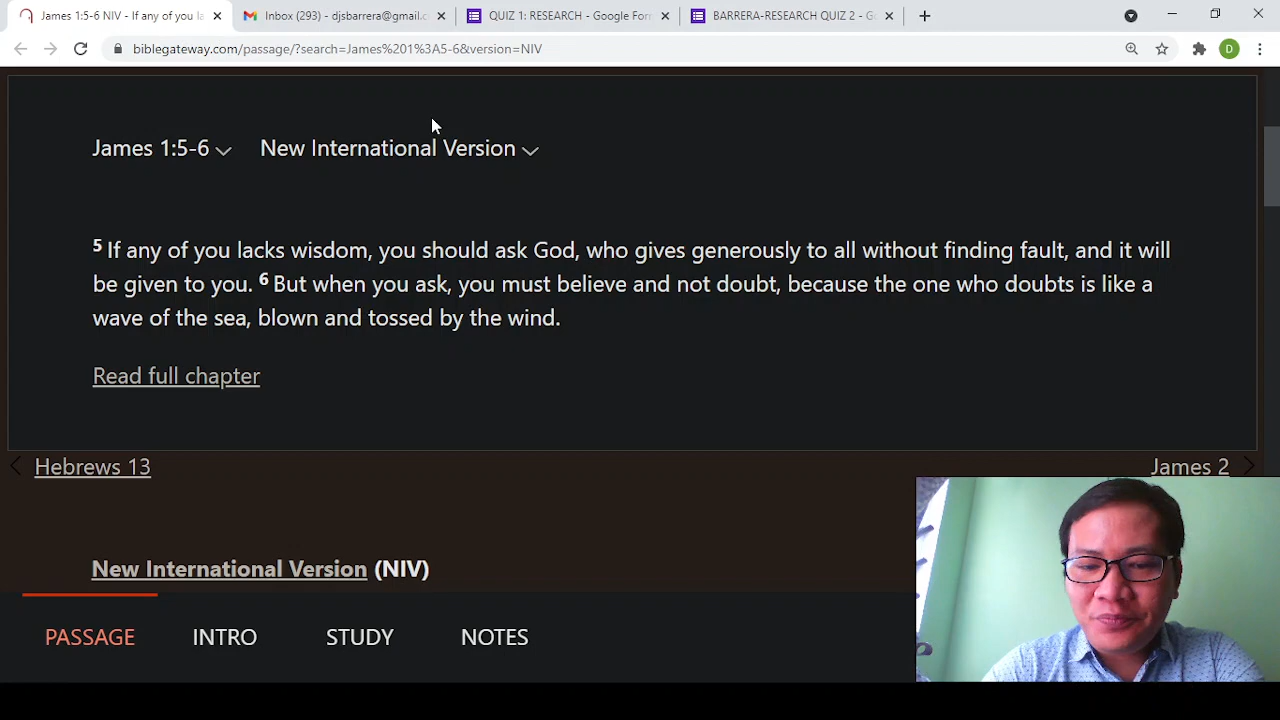 James 1:5-6 NIV - If any of you la
Inbox (293) - djsbarrera@gmail.c
QUIZ 1: RESEARCH - Google For
BARRERA-RESEARCH QUIZ 2 - G
biblegateway.com/passage/?search=James%201%3A5-6&version=NIV
D
James 1:5-6 New International Version
5 If any of you lacks wisdom, you should ask God, who gives generously to all without finding fault, and it will
be given to you. 6 But when you ask, you must believe and not doubt, because the one who doubts is like a
wave of the sea, blown and tossed by the wind.
Read full chapter
Hebrews 13
James 2
New International Version (NIV)
PASSAGE INTRO STUDY NOTES